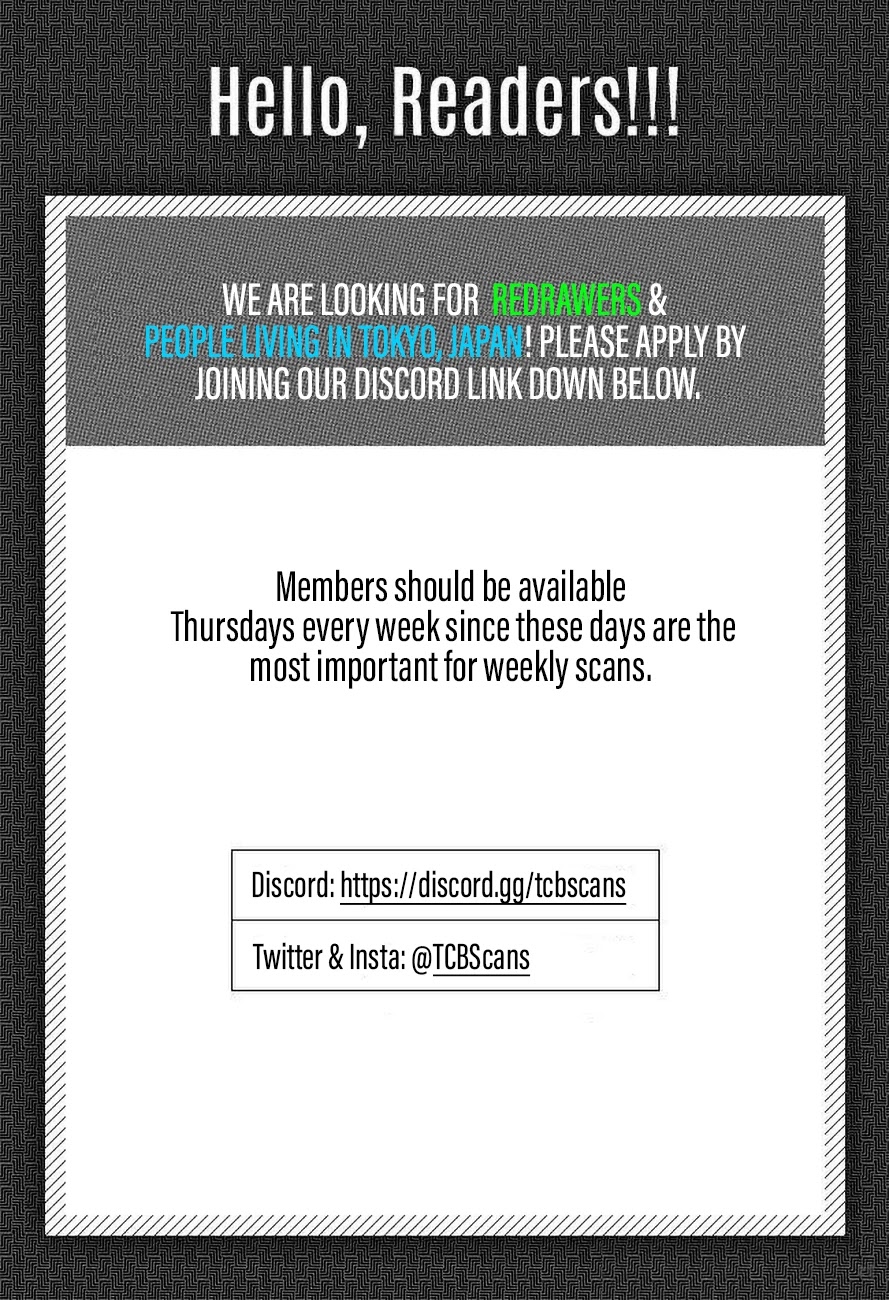 Hello, Readers!!!
WE ARE LOOKING FOR REDRAWERS &
PEOPLE LIVING IN TOKYO, JAPAN! PLEASE APPLY BY
JOINING OUR DISCORD LINK DOWN BELOW.
Members should be available
Thursdays every week since these days are the
most important for weekly scans.
Discord: https://discord.gg/tcbscans
Twitter & Insta: @TCBScans